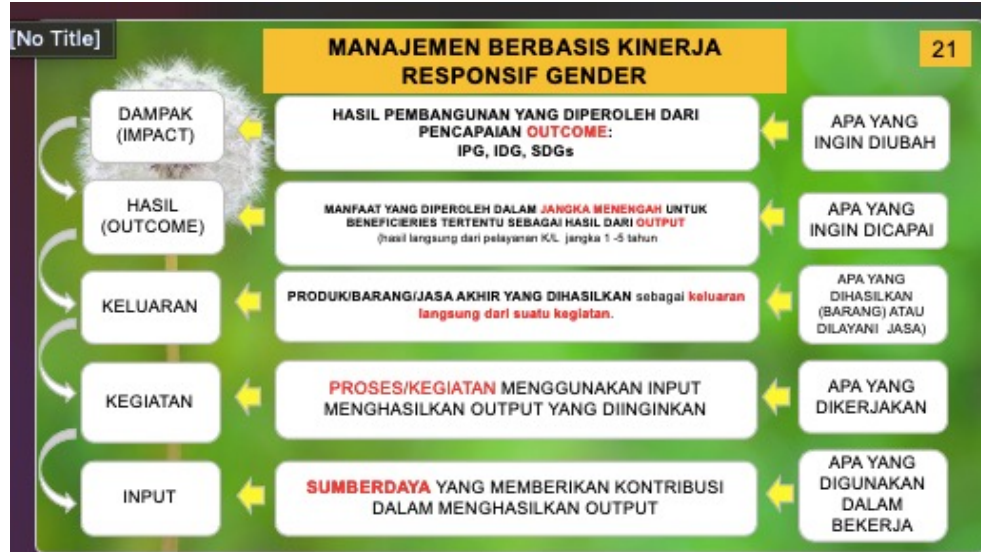 [No Title]
MANAJEMEN BERBASIS KINERJA
RESPONSIF GENDER
21
DAMPAK
(IMPACT)
HASIL PEMBANGUNAN YANG DIPEROLEH DARI
PENCAPAIAN OUTCOME:
IPG, IDG, SDGs
APA YANG
INGIN DIUBAH
HASIL
(OUTCOME)
MANFAAT YANG DIPEROLEH DALAM JANGKA MENENGAH UNTUK
BENEFICIERIES TERTENTU SEBAGAI HASIL DARI OUTPUT
(hasil langsung dari pelayanan K/L jangka 1 -5 tahun
APA YANG
INGIN DICAPAI
KELUARAN
PRODUK/BARANG/JASA AKHIR YANG DIHASILKAN sebagai keluaran
langsung dari suatu kegiatan.
APA YANG
DIHASILKAN
(BARANG) ATAU
DILAYANI JASA)
KEGIATAN
PROSES/KEGIATAN MENGGUNAKAN INPUT
MENGHASILKAN OUTPUT YANG DIINGINKAN
APA YANG
DIKERJAKAN
INPUT
SUMBERDAYA YANG MEMBERIKAN KONTRIBUSI
DALAM MENGHASILKAN OUTPUT
APA YANG
DIGUNAKAN
DALAM
BEKERJA